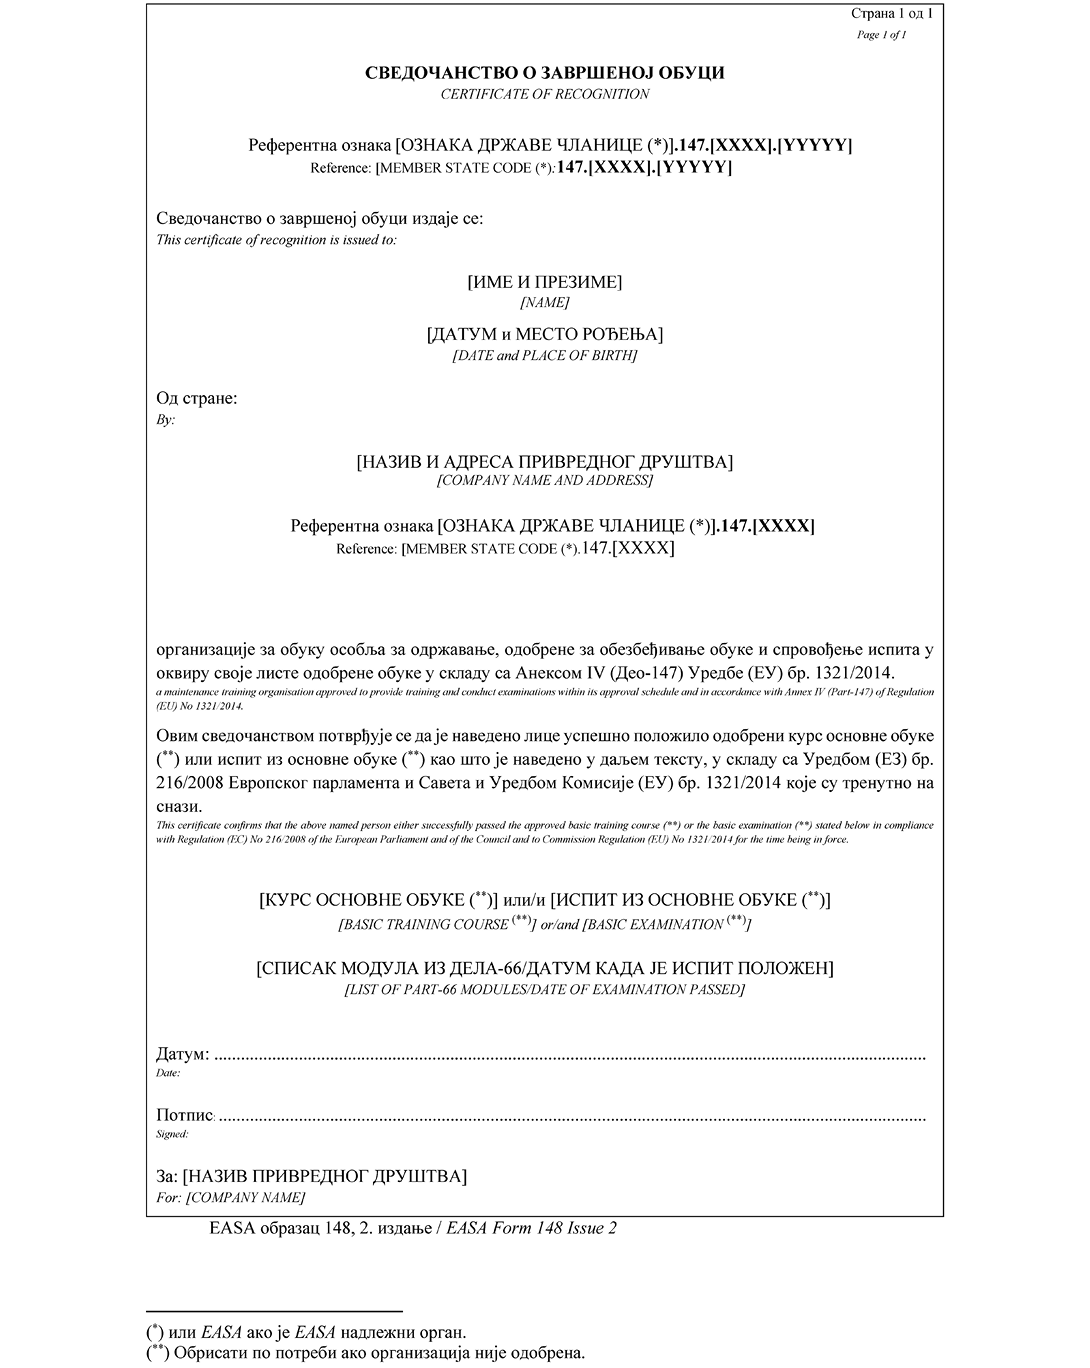 Страна 1 од 1
Page 1 of 1
СВЕДОЧАНСТВО О ЗАВРШЕНОЈ ОБУЦИ
CERTIFICATE OF RECOGNITION
Референтна ознака [ОЗНАКА ДРЖАВЕ ЧЛАНИЦЕ (*)].147.[XXXX].[YYYYY]
Reference: [MEMBER STATE CODE (*):147.[XXXX].[YYYYY]
Сведочанство о завршеној обуци издаје се:
This certificate of recognition is issued to:
[ИМЕ И ПРЕЗИМЕ]
[NAME]
[ДАТУМ и МЕСТО РОЂЕЊА]
[DATE and PLACE OF BIRTH]
Од стране:
By:
[НАЗИВ И АДРЕСА ПРИВРЕДНОГ ДРУШТВА]
[COMPANY NAME AND ADDRESS]
Референтна ознака [ОЗНАКА ДРЖАВЕ ЧЛАНИЦЕ (*)].147.[XXXX]
Reference: [MEMBER STATE CODE (*).147.[XXXX]
организације за обуку особља за одржавање, одобрене за обезбеђивање обуке и спровођење испита у
оквиру своје листе одобрене обуке у складу са Анексом IV (Део-147) Уредбе (ЕУ) бр. 1321/2014.
a maintenance training organisation approved to provide training and conduct examinations within its approval schedule and in accordance with Annex IV (Part-147) of Regulation
(EU) No 1321/2014.
Овим сведочанством потврђује се да је наведено лице успешно положило одобрени курс основне обуке
(**) или испит из основне обуке (**) као што је наведено у даљем тексту, у складу са Уредбом (ЕЗ) бр.
216/2008 Европског парламента и Савета и Уредбом Комисије (ЕУ) бр. 1321/2014 које су тренутно на
снази.
This certificate confirms that the above named person either successfully passed the approved basic training course (**) or the basic examination (**) stated below in compliance
with Regulation (EC) No 216/2008 of the European Parliament and of the Council and to Commission Regulation (EU) No 1321/2014 for the time being in force.
[КУРС ОСНОВНЕ ОБУКЕ (**)] или/и [ИСПИТ ИЗ ОСНОВНЕ ОБУКЕ (**)]
[BASIC TRAINING COURSE (**)] or/and [BASIC EXAMINATION (**)]
[СПИСАК МОДУЛА ИЗ ДЕЛА-66/ДАТУМ КАДА ЈЕ ИСПИТ ПОЛОЖЕН]
[LIST OF PART-66 MODULES/DATE OF EXAMINATION PASSED]
Датум: ................................................................................................................................................................
Date:
Потпис: ...............................................................................................................................................................
Signed:
За: [НАЗИВ ПРИВРЕДНОГ ДРУШТВА]
For: [COMPANY NAME]
EASA образац 148, 2. издање / EASA Form 148 Issue 2
(*) или EASA ако је EASA надлежни орган.
(**) Обрисати по потреби ако организација није одобрена.